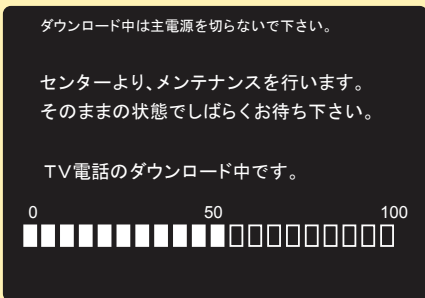 ダウンロード中は主電源を切らないで下さい。
センターより、メンテナンスを行います。
そのままの状態でしばらくお待ち下さい。
TV電話のダウンロード中です。
0 50 100